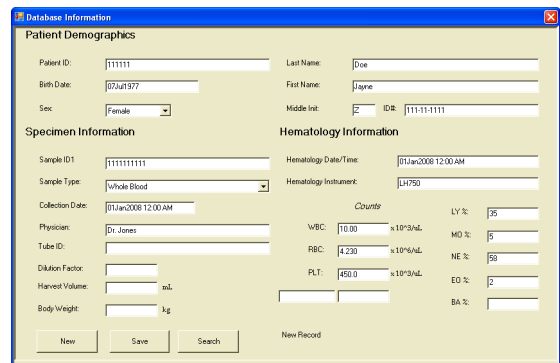 Database Information
Patient Demographics
Patient ID: 111111 Last Name: Doe
Birth Date: 07Jul1977 First Name: Jayne
Sex: Female Middle Init: Z ID#: 111-11-1111
Specimen Information Hematology Information
Sample ID1 1111111111 Hematology Date/Time: 01Jan2008 12:00 AM
Sample Type: Whole Blood Hematology Instrument: LH750
Collection Date: 01Jan2008 12:00 AM Counts LY %: 35
Physician: Dr. Jones WBC: 10.00 x 10^3/uL MO %: 5
Tube ID: RBC: 4.230 x 10^6/uL NE %: 58
Dilution Factor: PLT: 450.0 x 10^3/uL EO %: 2
Harvest Volume: mL BA %:
Body Weight: kg
New Save Search New Record